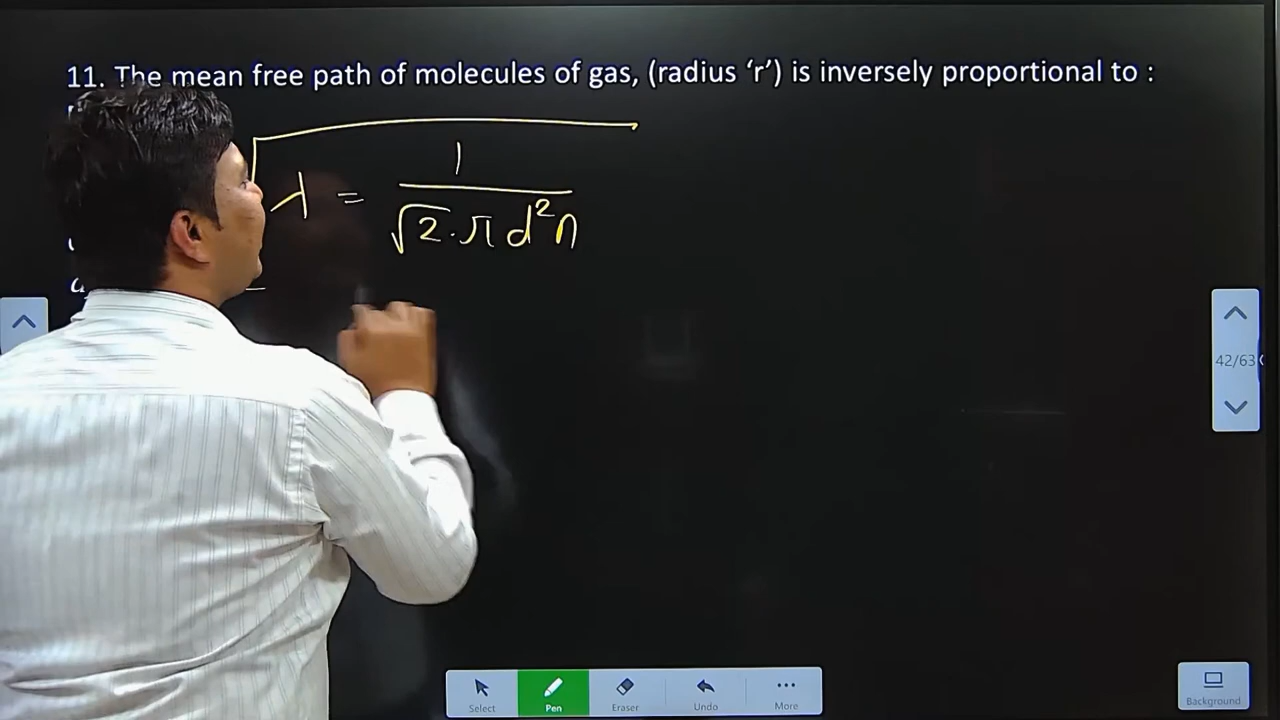 11. The mean free path of molecules of gas, (radius ‘r’) is inversely proportional to :
λ = 1 / √2.π d²n
42/63
Select Pen Eraser Undo More
Background